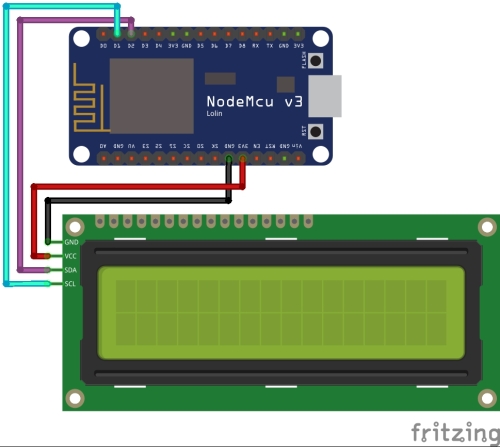 D0 D1 D2 D3 D4 3V3 GND D5 D6 D7 D8 RX TX GND 3V3
FLASH
NodeMcu v3
Lolin
RST
A0 GND VU S3 S2 S1 SC S0 SK GND 3V3 EN RST GND Vin
GND
VCC
SDA
SCL
fritzing